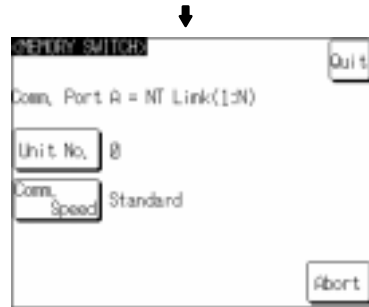 <MEMORY SWITCH>
Quit
Comm. Port A = NT Link(1:N)
Unit No. 0
Comm.
Speed Standard
Abort